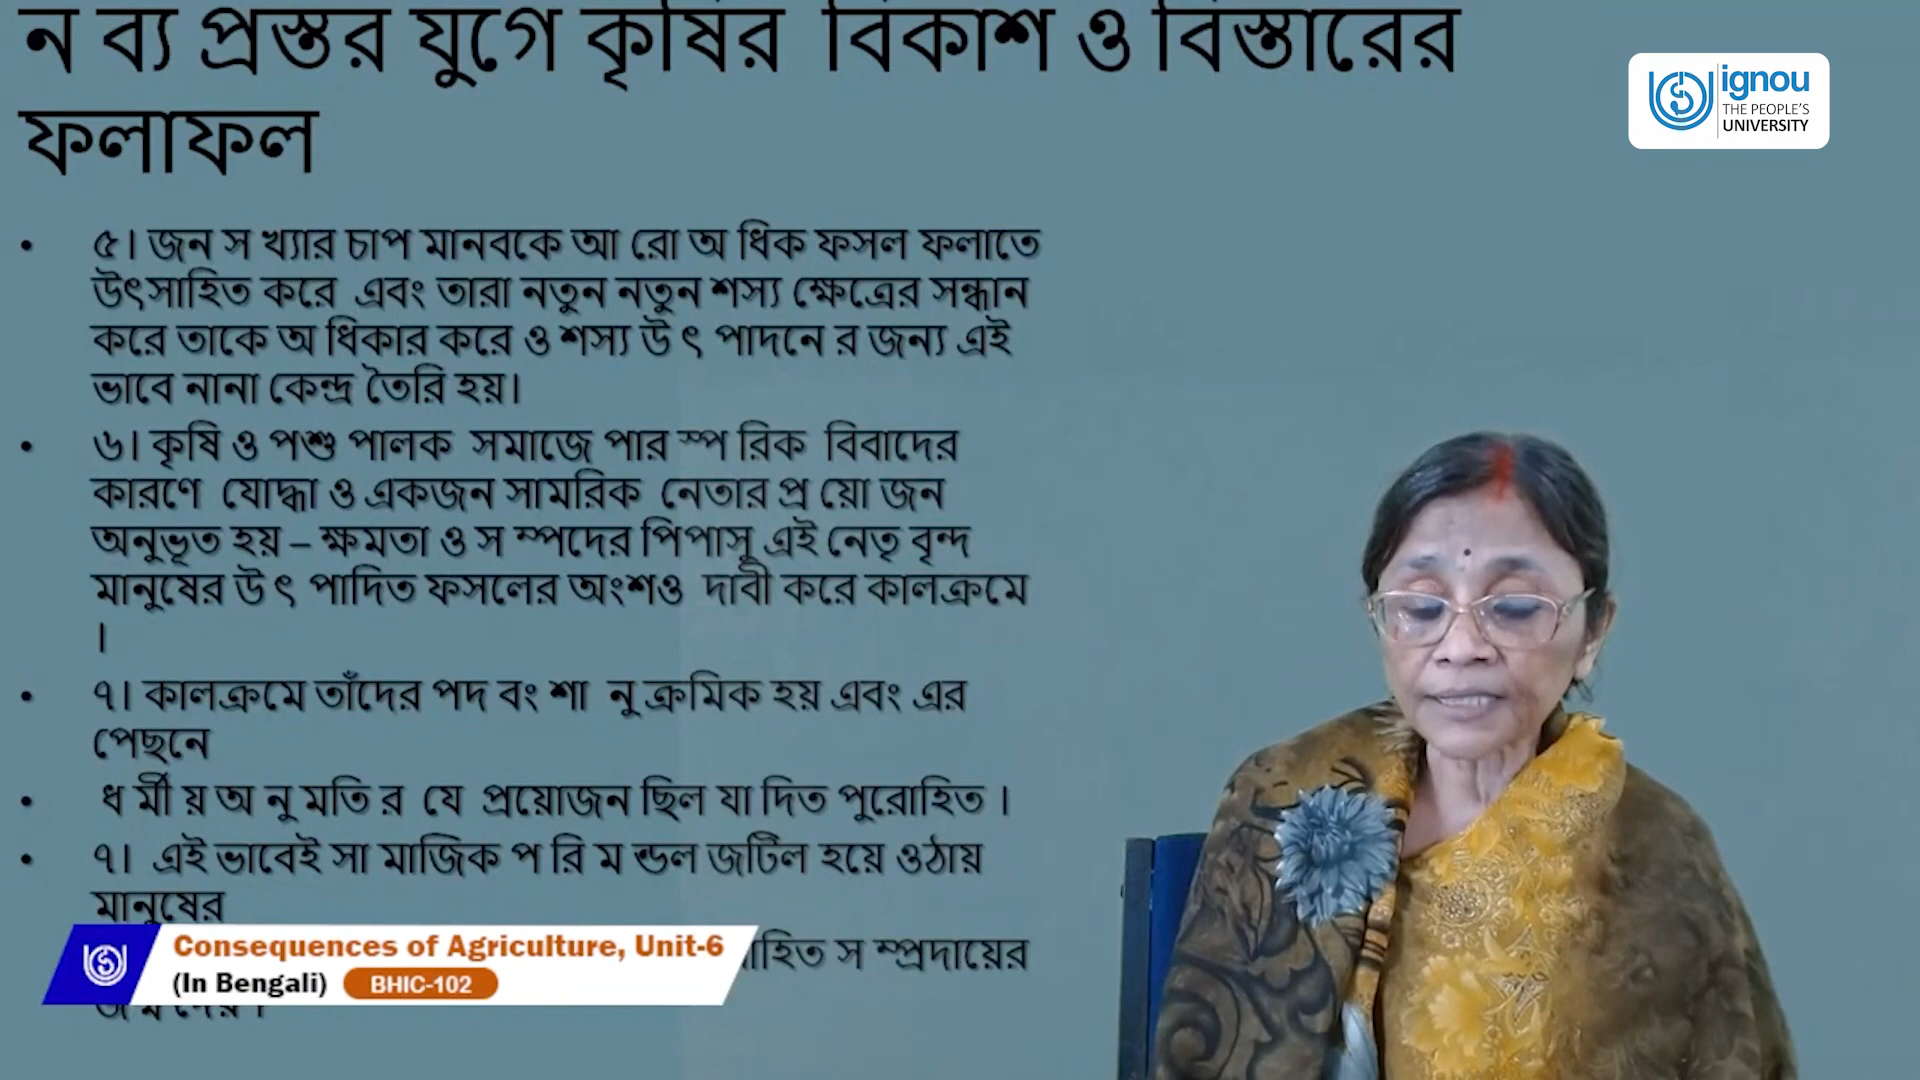 ন ব্য প্রস্তর যুগে কৃষির বিকাশ ও বিস্তারের
ফলাফল
ignou
THE PEOPLE'S
UNIVERSITY
• ৫। জন স খ্যার চাপ মানবকে আ রো অ ধিক ফসল ফলাতে
উৎসাহিত করে এবং তারা নতুন নতুন শস্য ক্ষেত্রের সন্ধান
করে তাকে অ ধিকার করে ও শস্য উ ৎ পাদনে র জন্য এই
ভাবে নানা কেন্দ্র তৈরি হয়।
• ৬। কৃষি ও পশু পালক সমাজে পার স্প রিক বিবাদের
কারণে যোদ্ধা ও একজন সামরিক নেতার প্র য়ো জন
অনুভূত হয় – ক্ষমতা ও স ম্পদের পিপাসু এই নেতৃ বৃন্দ
মানুষের উ ৎ পাদিত ফসলের অংশও দাবী করে কালক্রমে
।
• ৭। কালক্রমে তাঁদের পদ বং শা নু ক্রমিক হয় এবং এর
পেছনে
• ধ র্মী য় অ নু মতি র যে প্রয়োজন ছিল যা দিত পুরোহিত ।
• ৭। এই ভাবেই সা মাজিক প রি ম ন্ডল জটিল হয়ে ওঠায়
মানুষের
স ম্প্রদায়ের
Consequences of Agriculture, Unit-6
(In Bengali) BHIC-102